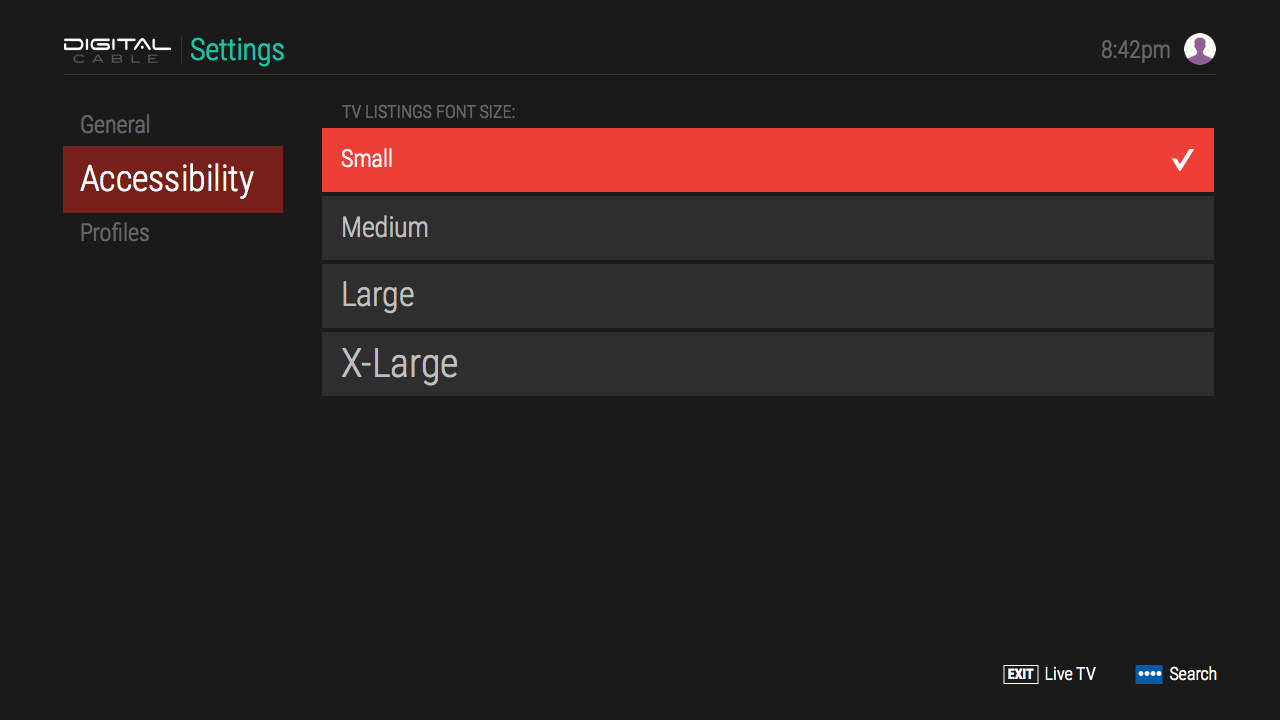 DIGITAL
CABLE
Settings
8:42pm
General
Accessibility
Profiles
TV LISTINGS FONT SIZE:
Small
Medium
Large
X-Large
EXIT Live TV
Search